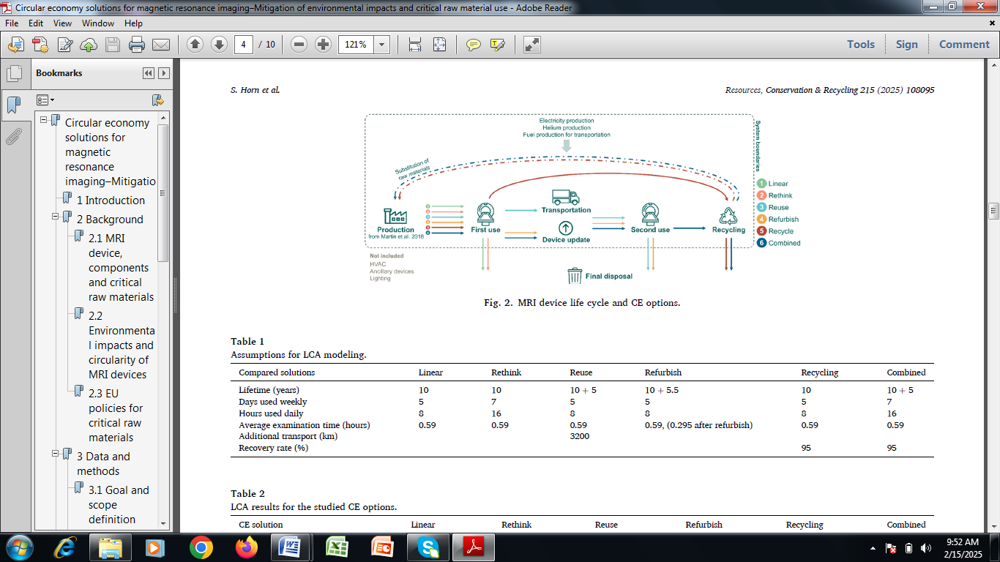 Circular economy solutions for magnetic resonance imaging–Mitigation of environmental impacts and critical raw material use - Adobe Reader
File Edit View Window Help
4 / 10 121% Tools Sign Comment
Bookmarks
Circular economy
solutions for
magnetic
resonance
imaging–Mitigatio
1 Introduction
2 Background
2.1 MRI
device,
components
and critical
raw materials
2.2
Environmenta
l impacts and
circularity of
MRI devices
2.3 EU
policies for
critical raw
materials
3 Data and
methods
3.1 Goal and
scope
definition
S. Horn et al. Resources, Conservation & Recycling 215 (2025) 108095
Electricity production
Helium production
Fuel production for transportation
System boundaries
Substitution of
raw materials
1 Linear
2 Rethink
3 Reuse
4 Refurbish
5 Recycle
6 Combined
1
2
3
4
5
6
Production
from Martin et al. 2018
First use
Transportation
Device update
Second use
Recycling
Not included
HVAC
Ancillary devices
Lighting
Final disposal
Fig. 2. MRI device life cycle and CE options.
Table 1
Assumptions for LCA modeling.
Compared solutions Linear Rethink Reuse Refurbish Recycling Combined
Lifetime (years) 10 10 10 + 5 10 + 5.5 10 10 + 5
Days used weekly 5 7 5 5 5 7
Hours used daily 8 16 8 8 8 16
Average examination time (hours) 0.59 0.59 0.59 0.59, (0.295 after refurbish) 0.59 0.59
Additional transport (km) 3200
Recovery rate (%) 95 95
Table 2
LCA results for the studied CE options.
CE solution Linear Rethink Reuse Refurbish Recycling Combined
9:52 AM
2/15/2025